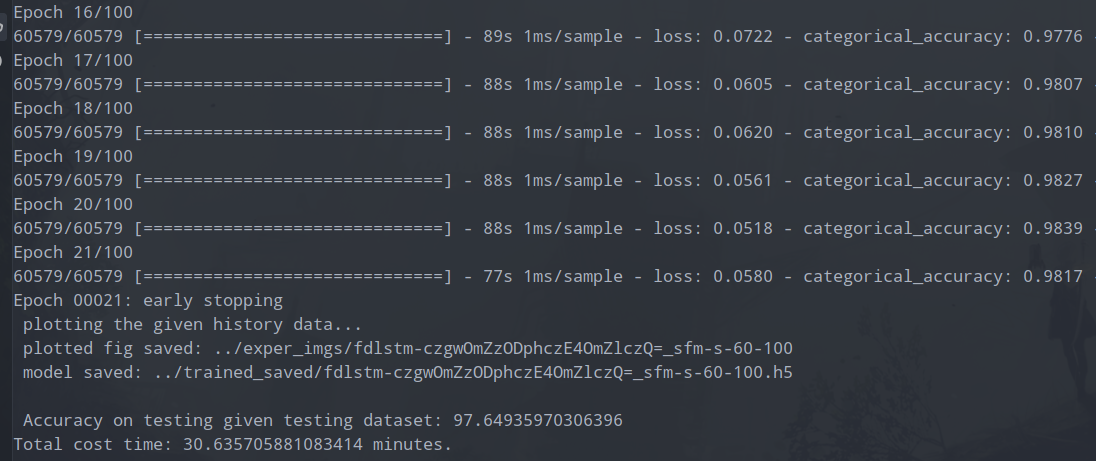 Epoch 16/100
60579/60579 [==============================] - 89s 1ms/sample - loss: 0.0722 - categorical_accuracy: 0.9776 -
Epoch 17/100
60579/60579 [==============================] - 88s 1ms/sample - loss: 0.0605 - categorical_accuracy: 0.9807 -
Epoch 18/100
60579/60579 [==============================] - 88s 1ms/sample - loss: 0.0620 - categorical_accuracy: 0.9810 -
Epoch 19/100
60579/60579 [==============================] - 88s 1ms/sample - loss: 0.0561 - categorical_accuracy: 0.9827 -
Epoch 20/100
60579/60579 [==============================] - 88s 1ms/sample - loss: 0.0518 - categorical_accuracy: 0.9839 -
Epoch 21/100
60579/60579 [==============================] - 77s 1ms/sample - loss: 0.0580 - categorical_accuracy: 0.9817 -
Epoch 00021: early stopping
plotting the given history data...
plotted fig saved: ../exper_imgs/fdlstm-czgwOmZzODphczE4OmZlczQ=_sfm-s-60-100
model saved: ../trained_saved/fdlstm-czgwOmZzODphczE4OmZlczQ=_sfm-s-60-100.h5
Accuracy on testing given testing dataset: 97.64935970306396
Total cost time: 30.635705881083414 minutes.